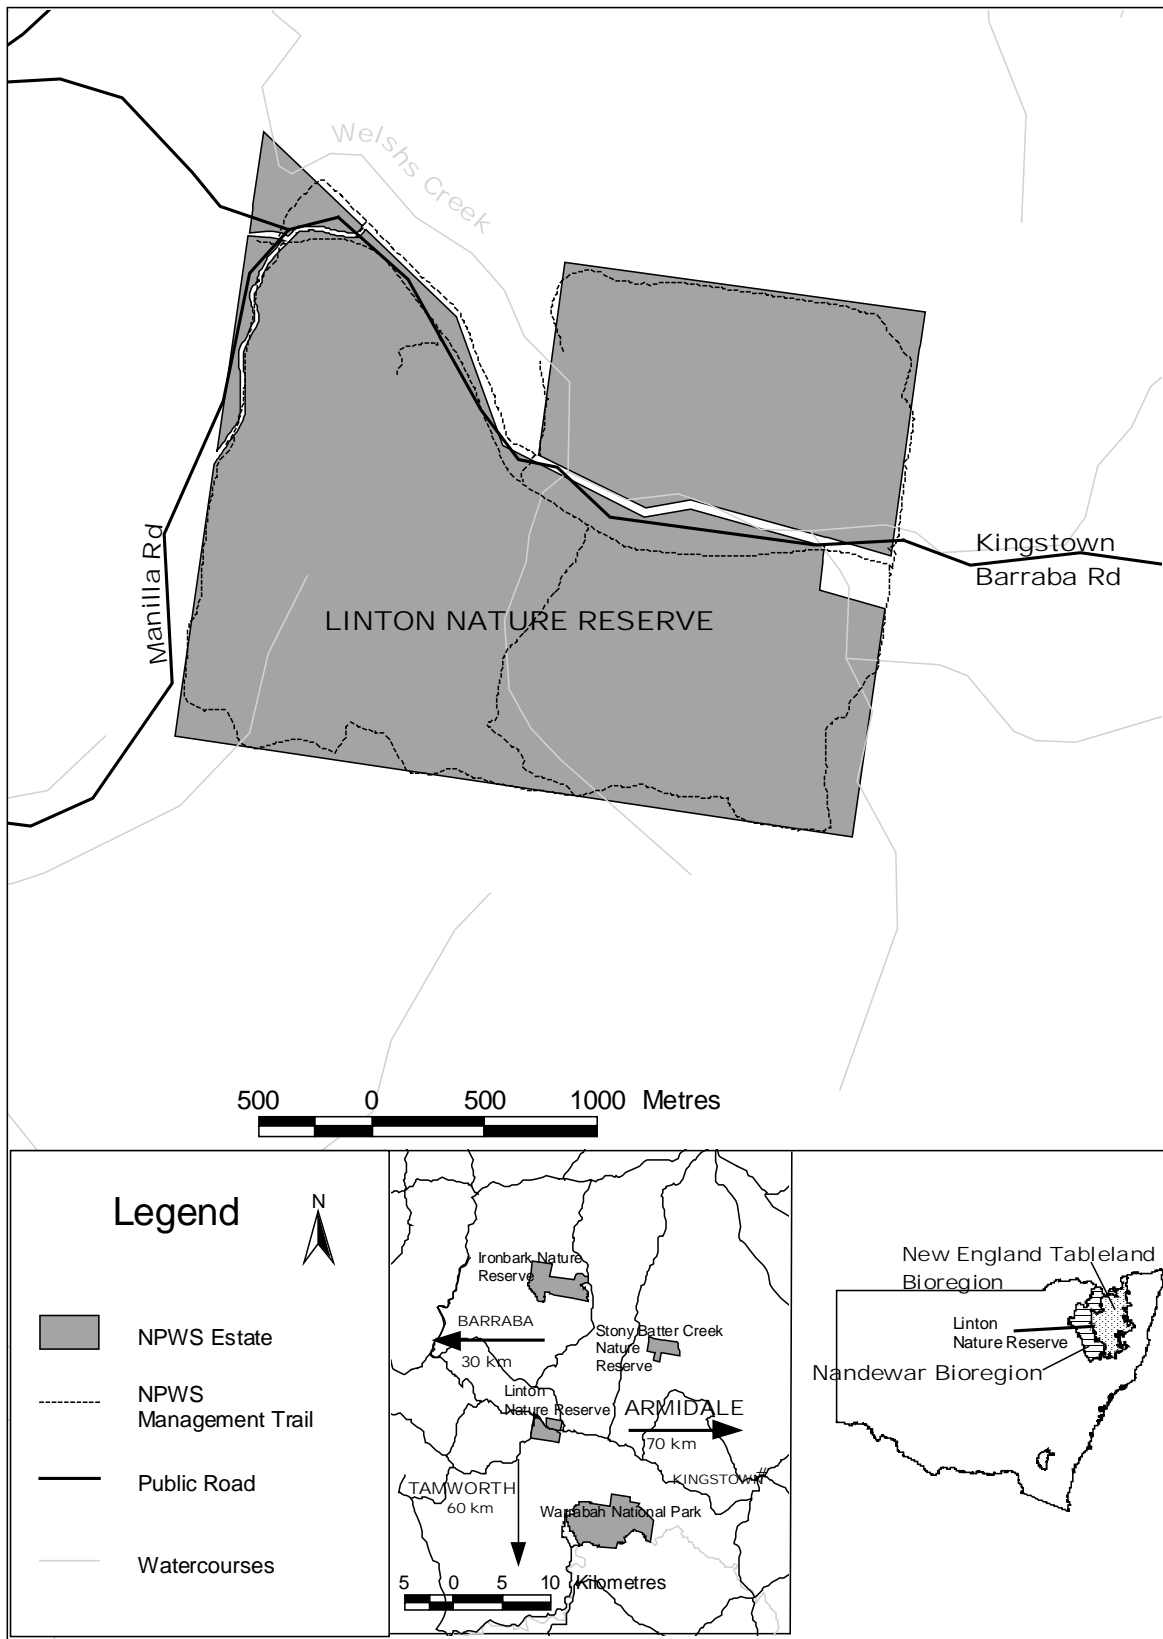 Welshs Creek
Manilla Rd
Kingstown
Barraba Rd
LINTON NATURE RESERVE
500 0 500 1000 Metres
Legend
N
NPWS Estate
NPWS
Management Trail
Public Road
Watercourses
Ironbark Nature
Reserve
BARRABA
30 km
Stony Batter Creek
Nature
Reserve
Linton
Nature Reserve
ARMIDALE
70 km
KINGSTOWN
#
TAMWORTH
60 km
Warrabah National Park
5 0 5 10 Kilometres
New England Tableland
Bioregion
Linton
Nature Reserve
Nandewar Bioregion